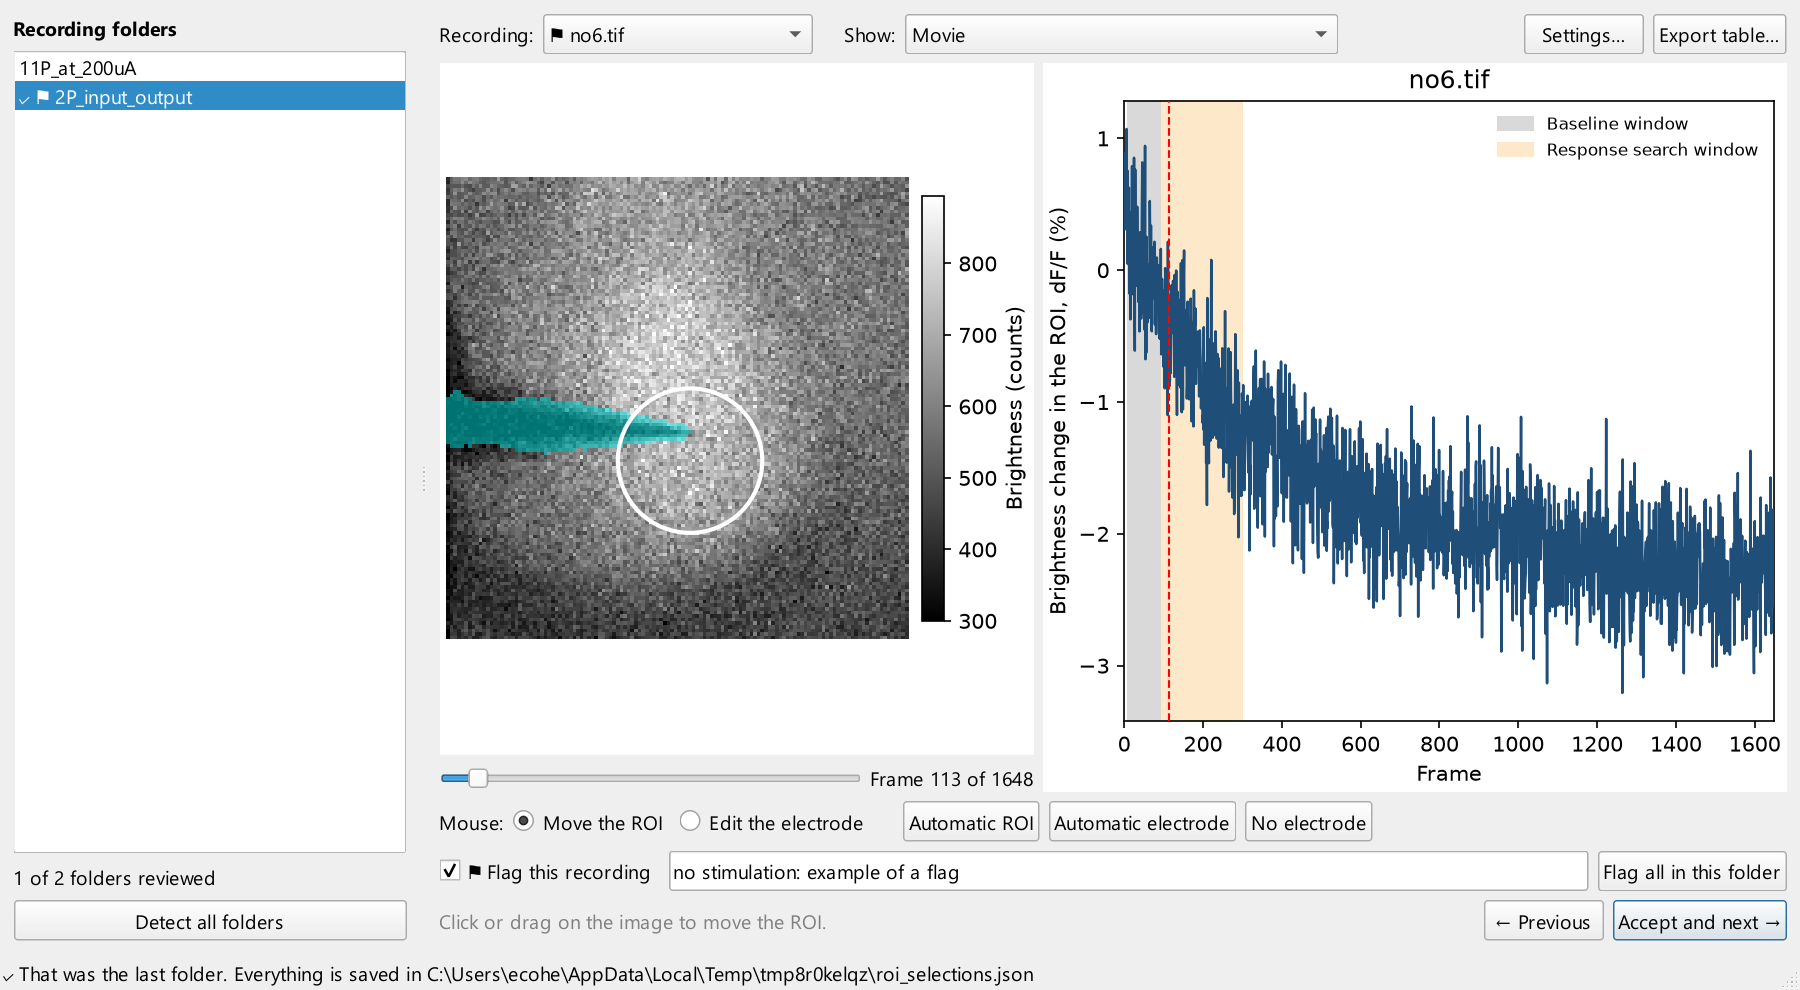 Recording folders
11P_at_200uA
✓ ⚑ 2P_input_output
1 of 2 folders reviewed
Detect all folders
Recording: ⚑ no6.tif Show: Movie Settings... Export table...
800
700
600
500
400
300
Brightness (counts)
Frame 113 of 1648
no6.tif
Baseline window
Response search window
Brightness change in the ROI, dF/F (%)
1
0
−1
−2
−3
0 200 400 600 800 1000 1200 1400 1600
Frame
Mouse: Move the ROI Edit the electrode Automatic ROI Automatic electrode No electrode
⚑ Flag this recording no stimulation: example of a flag Flag all in this folder
Click or drag on the image to move the ROI. ← Previous Accept and next →
✓ That was the last folder. Everything is saved in C:\Users\ecohe\AppData\Local\Temp\tmp8r0kelqz\roi_selections.json